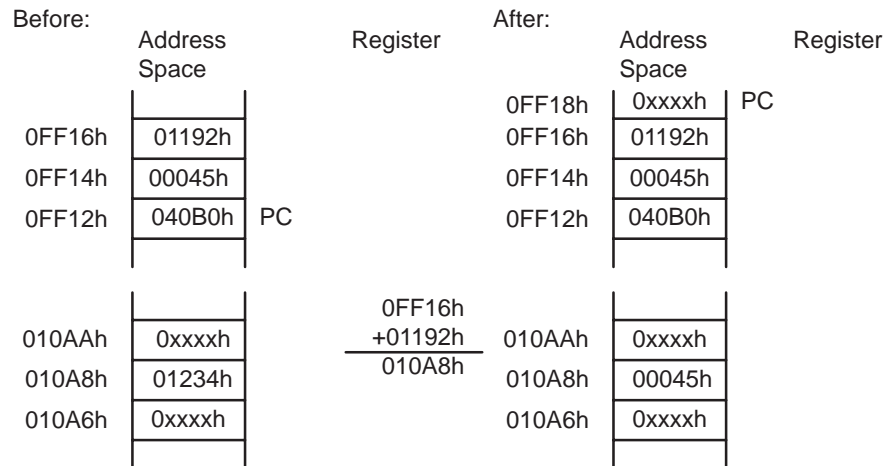 Before:
Address Space
Register
0FF16h 01192h
0FF14h 00045h
0FF12h 040B0h PC
010AAh 0xxxxh
010A8h 01234h
010A6h 0xxxxh
0FF16h
+01192h
010A8h
After:
Address Space
Register
0FF18h 0xxxxh PC
0FF16h 01192h
0FF14h 00045h
0FF12h 040B0h
010AAh 0xxxxh
010A8h 00045h
010A6h 0xxxxh